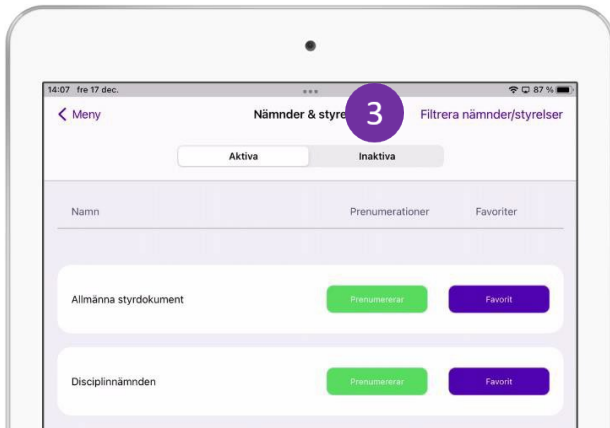 14:07 fre 17 dec.
87 %
Meny
Nämnder & styre
3
Filtrera nämnder/styrelser
Aktiva
Inaktiva
Namn
Prenumerationer
Favoriter
Allmänna styrdokument
Prenumererar
Favorit
Disciplinnämnden
Prenumererar
Favorit